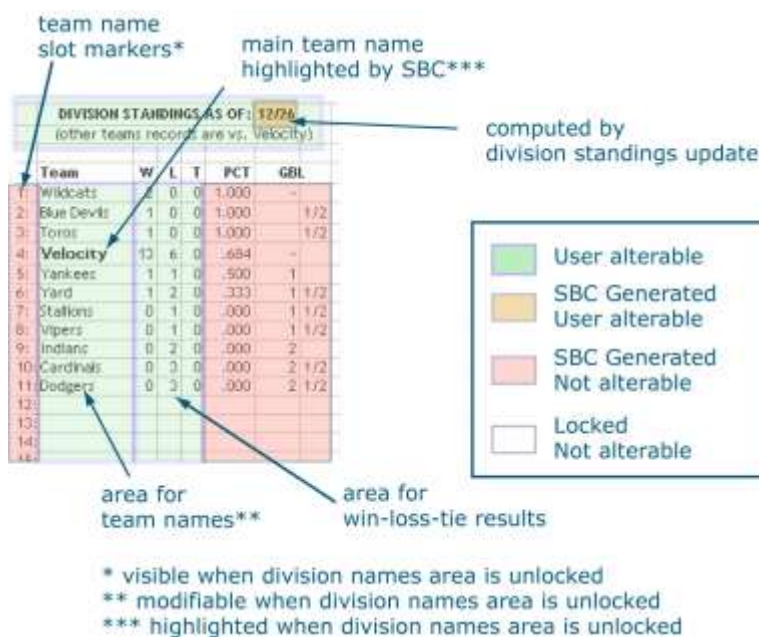 team name
slot markers*
main team name
highlighted by SBC***
DIVISION STANDINGS AS OF: 12/26
(other teams records are vs. Velocity)
computed by
division standings update
Team W L T PCT GBL
1: Wildcats 2 0 0 1.000 -
2: Blue Devils 1 0 0 1.000 1/2
3: Toros 1 0 0 1.000 1/2
4: Velocity 13 6 0 .684 -
5: Yankees 1 1 0 .500 1
6: Yard 1 2 0 .333 1 1/2
7: Stallions 0 1 0 .000 1 1/2
8: Vipers 0 1 0 .000 1 1/2
9: Indians 0 2 0 .000 2
10: Cardinals 0 3 0 .000 2 1/2
11: Dodgers 0 3 0 .000 2 1/2
12:
13:
14:
User alterable
SBC Generated
User alterable
SBC Generated
Not alterable
Locked
Not alterable
area for
team names**
area for
win-loss-tie results
* visible when division names area is unlocked
** modifiable when division names area is unlocked
*** highlighted when division names area is unlocked